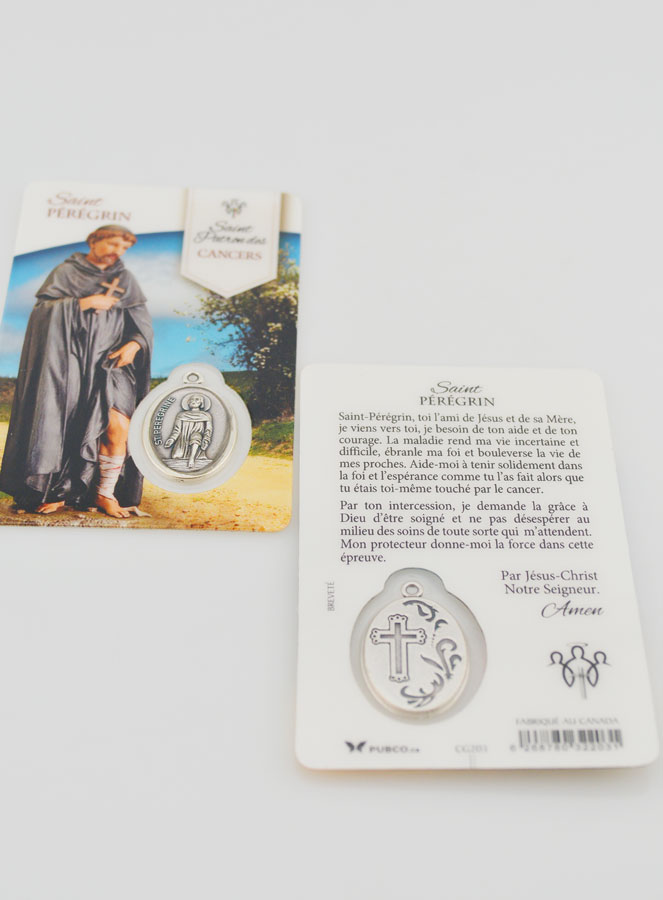 Saint
PÉRÉGRIN
Saint
Patron des
CANCERS
ST. PEREGRINE
Saint
PÉRÉGRIN
Saint-Pérégrin, toi l'ami de Jésus et de sa Mère,
je viens vers toi, je besoin de ton aide et de ton
courage. La maladie rend ma vie incertaine et
difficile, ébranle ma foi et bouleverse la vie de
mes proches. Aide-moi à tenir solidement dans
la foi et l'espérance comme tu l'as fait alors que
tu étais toi-même touché par le cancer.
Par ton intercession, je demande la grâce à
Dieu d'être soigné et ne pas désespérer au
milieu des soins de toute sorte qui m'attendent.
Mon protecteur donne-moi la force dans cette
épreuve.
Par Jésus-Christ
Notre Seigneur.
Amen
BREVETÉ
FABRIQUÉ AU CANADA
PUBCO.ca
CG203
6 266780 322031